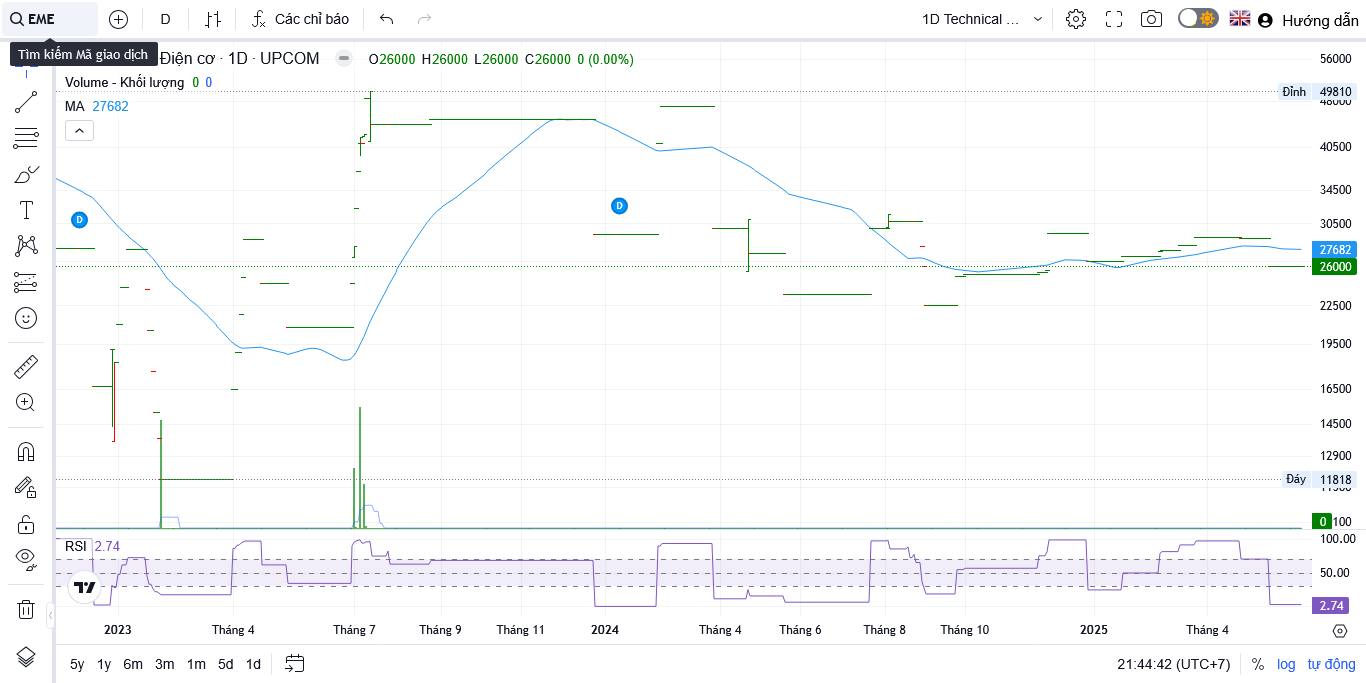 EME
D
Các chỉ báo
1D Technical ...
Hướng dẫn
Tìm kiếm Mã giao dịch
Điện cơ · 1D · UPCOM
O26000 H26000 L26000 C26000 0 (0.00%)
Volume - Khối lượng 0 0
MA 27682
56000
Đỉnh 49810
48000
40500
34500
30500
27682
26000
22500
19500
16500
14500
12900
Đáy 11818
0
100
D
D
RSI 2.74
100.00
50.00
2.74
2023 Tháng 4 Tháng 7 Tháng 9 Tháng 11 2024 Tháng 4 Tháng 6 Tháng 8 Tháng 10 2025 Tháng 4
5y 1y 6m 3m 1m 5d 1d
21:44:42 (UTC+7) % log tự động